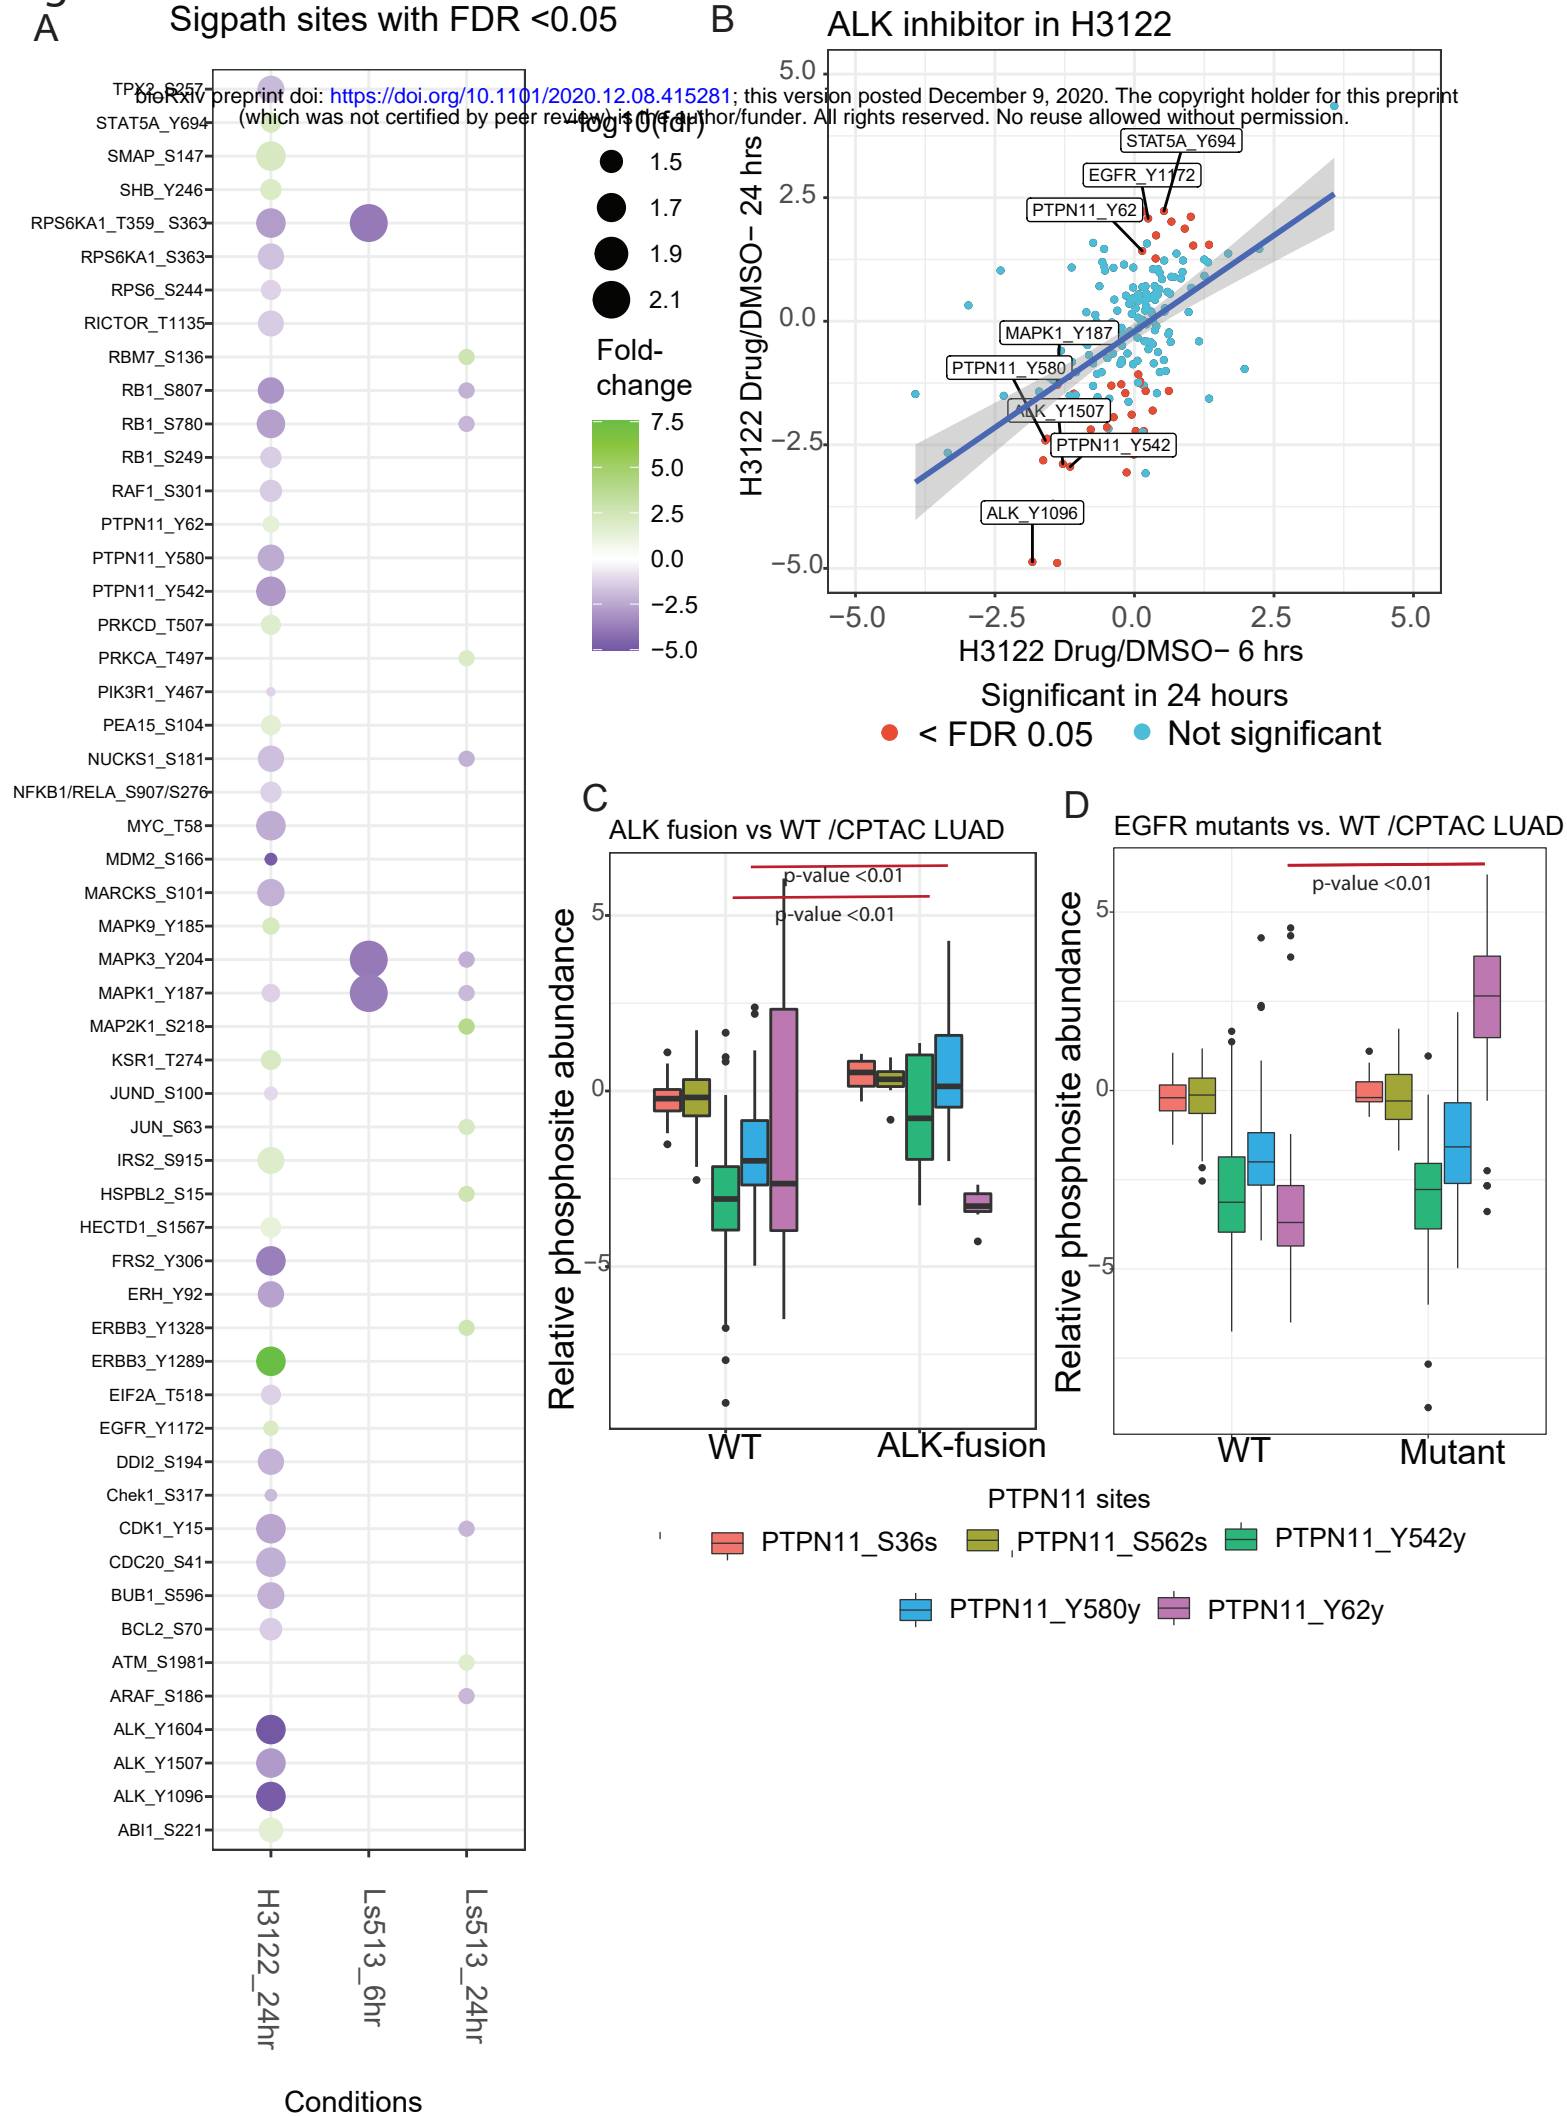 A
Sigpath sites with FDR <0.05
TPX2_S257
STAT5A_Y694
SMAP_S147
SHB_Y246
RPS6KA1_T359_ S363
RPS6KA1_S363
RPS6_S244
RICTOR_T1135
RBM7_S136
RB1_S807
RB1_S780
RB1_S249
RAF1_S301
PTPN11_Y62
PTPN11_Y580
PTPN11_Y542
PRKCD_T507
PRKCA_T497
PIK3R1_Y467
PEA15_S104
NUCKS1_S181
NFKB1/RELA_S907/S276
MYC_T58
MDM2_S166
MARCKS_S101
MAPK9_Y185
MAPK3_Y204
MAPK1_Y187
MAP2K1_S218
KSR1_T274
JUND_S100
JUN_S63
IRS2_S915
HSPBL2_S15
HECTD1_S1567
FRS2_Y306
ERH_Y92
ERBB3_Y1328
ERBB3_Y1289
EIF2A_T518
EGFR_Y1172
DDI2_S194
Chek1_S317
CDK1_Y15
CDC20_S41
BUB1_S596
BCL2_S70
ATM_S1981
ARAF_S186
ALK_Y1604
ALK_Y1507
ALK_Y1096
ABI1_S221
H3122_24hr
Ls513_6hr
Ls513_24hr
Conditions
bioRxiv preprint doi: https://doi.org/10.1101/2020.12.08.415281; this version posted December 9, 2020. The copyright holder for this preprint
(which was not certified by peer review) is the author/funder. All rights reserved. No reuse allowed without permission.
−log10(fdr)
1.5
1.7
1.9
2.1
Fold-
change
7.5
5.0
2.5
0.0
−2.5
−5.0
B
ALK inhibitor in H3122
H3122 Drug/DMSO− 24 hrs
5.0
2.5
0.0
−2.5
−5.0
STAT5A_Y694
EGFR_Y1172
PTPN11_Y62
MAPK1_Y187
PTPN11_Y580
ALK_Y1507
PTPN11_Y542
ALK_Y1096
−5.0
−2.5
0.0
2.5
5.0
H3122 Drug/DMSO− 6 hrs
Significant in 24 hours
< FDR 0.05
Not significant
C
ALK fusion vs WT /CPTAC LUAD
Relative phosphosite abundance
5
0
−5
p-value <0.01
p-value <0.01
WT
ALK-fusion
D
EGFR mutants vs. WT /CPTAC LUAD
Relative phosphosite abundance
5
0
−5
p-value <0.01
WT
Mutant
PTPN11 sites
PTPN11_S36s
PTPN11_S562s
PTPN11_Y542y
PTPN11_Y580y
PTPN11_Y62y